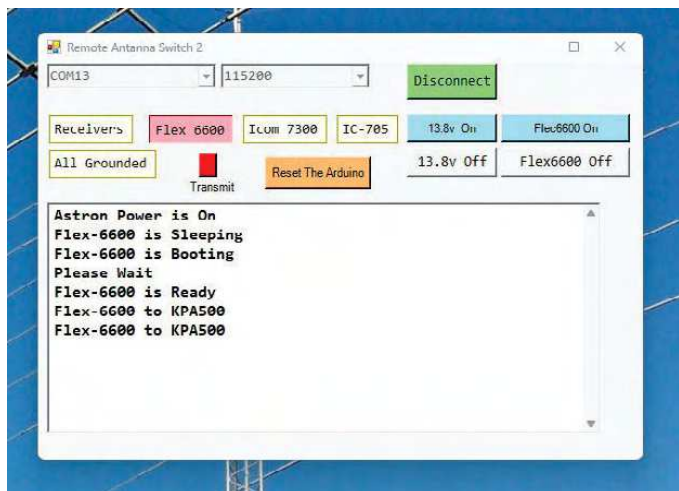 Remote Antanna Switch 2
COM13 115200 Disconnect
Receivers Flex 6600 Icom 7300 IC-705 13.8v On Flec6600 On
All Grounded Transmit Reset The Arduino 13.8v Off Flex6600 Off
Astron Power is On
Flex-6600 is Sleeping
Flex-6600 is Booting
Please Wait
Flex-6600 is Ready
Flex-6600 to KPA500
Flex-6600 to KPA500